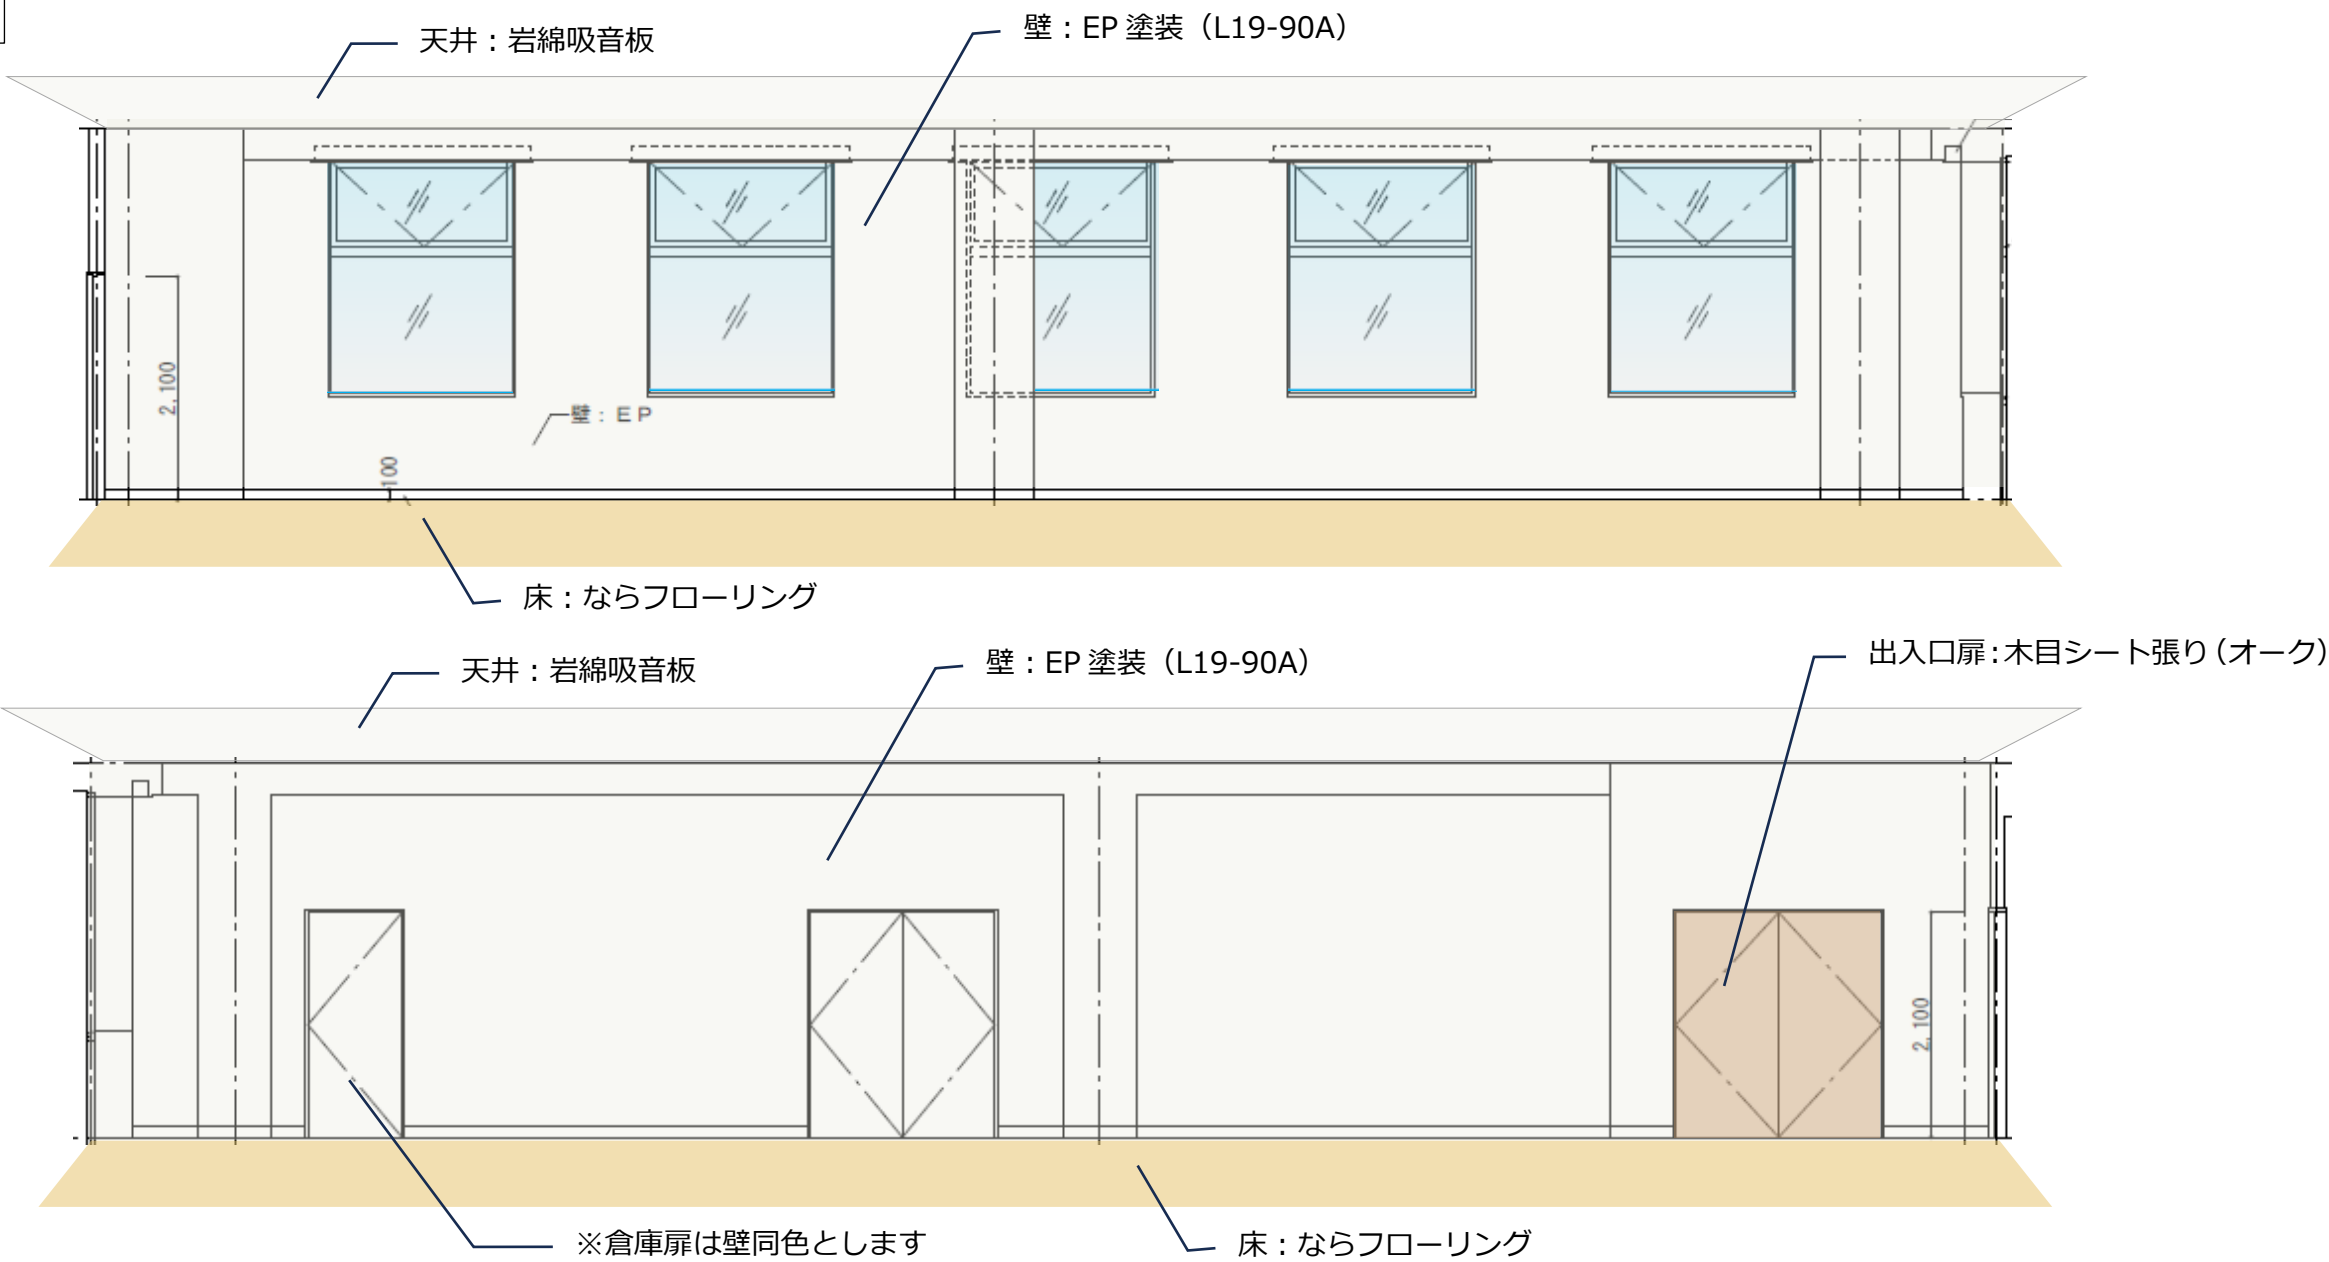 天井：岩綿吸音板
壁：EP 塗装（L19-90A）
2,100
壁：ＥＰ
100
床：ならフローリング
天井：岩綿吸音板
壁：EP 塗装（L19-90A）
出入口扉：木目シート張り（オーク）
2,100
※倉庫扉は壁同色とします
床：ならフローリング